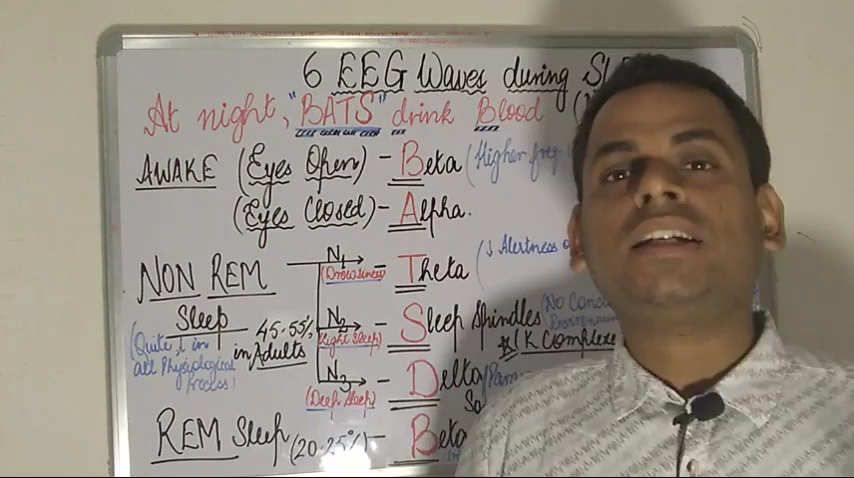 6 EEG Waves during
At night, "BATS" drink Blood
AWAKE (Eyes Open) - Beta (Higher freq
(Eyes Closed) - Alpha.
NON REM Sleep
N1 (Drowsiness) - Theta (↓ Alertness
45-55% in Adults
N2 (Light Sleep) - Sleep Spindles (No
*(K Complexe
(Quite, ↓ in all Physiological Process)
N3 (Deep Sleep) - Delta
REM Sleep (20-25%) - Beta